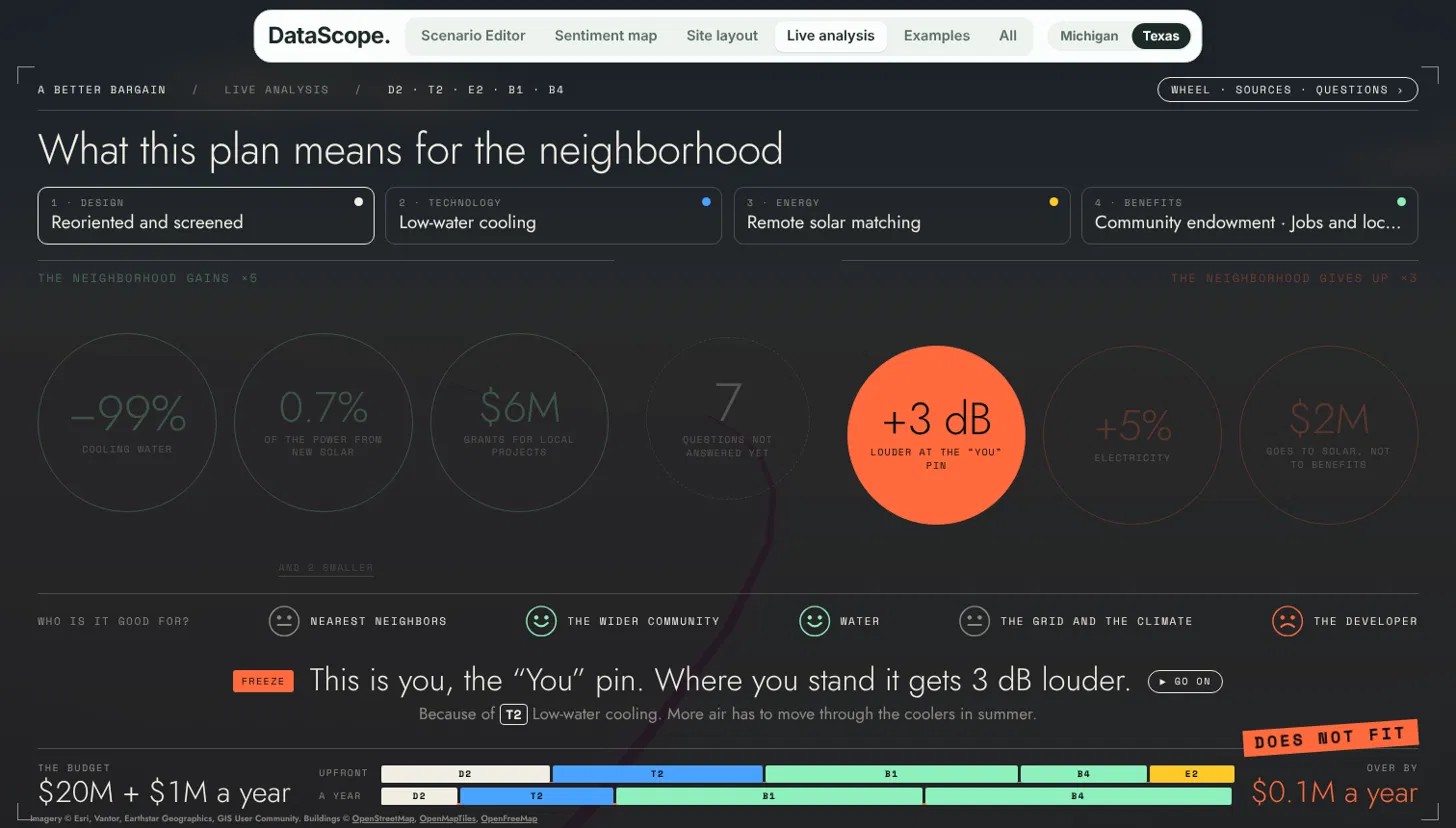 DataScope.
Scenario Editor
Sentiment map
Site layout
Live analysis
Examples
All
Michigan
Texas
A BETTER BARGAIN / LIVE ANALYSIS / D2 · T2 · E2 · B1 · B4
WHEEL · SOURCES · QUESTIONS ›
What this plan means for the neighborhood
1 · DESIGN
Reoriented and screened
2 · TECHNOLOGY
Low-water cooling
3 · ENERGY
Remote solar matching
4 · BENEFITS
Community endowment · Jobs and loc…
THE NEIGHBORHOOD GAINS ×5
THE NEIGHBORHOOD GIVES UP ×3
−99%
COOLING WATER
0.7%
OF THE POWER FROM
NEW SOLAR
$6M
GRANTS FOR LOCAL
PROJECTS
7
QUESTIONS NOT
ANSWERED YET
+3 dB
LOUDER AT THE “YOU”
PIN
+5%
ELECTRICITY
$2M
GOES TO SOLAR, NOT
TO BENEFITS
AND 2 SMALLER
WHO IS IT GOOD FOR?
NEAREST NEIGHBORS
THE WIDER COMMUNITY
WATER
THE GRID AND THE CLIMATE
THE DEVELOPER
FREEZE
This is you, the “You” pin. Where you stand it gets 3 dB louder.
▶ GO ON
Because of T2 Low-water cooling. More air has to move through the coolers in summer.
DOES NOT FIT
THE BUDGET
$20M + $1M a year
UPFRONT
D2 T2 B1 B4 E2
A YEAR
D2 T2 B1 B4
OVER BY
$0.1M a year
Imagery © Esri, Vantor, Earthstar Geographics, GIS User Community. Buildings © OpenStreetMap, OpenMapTiles, OpenFreeMap